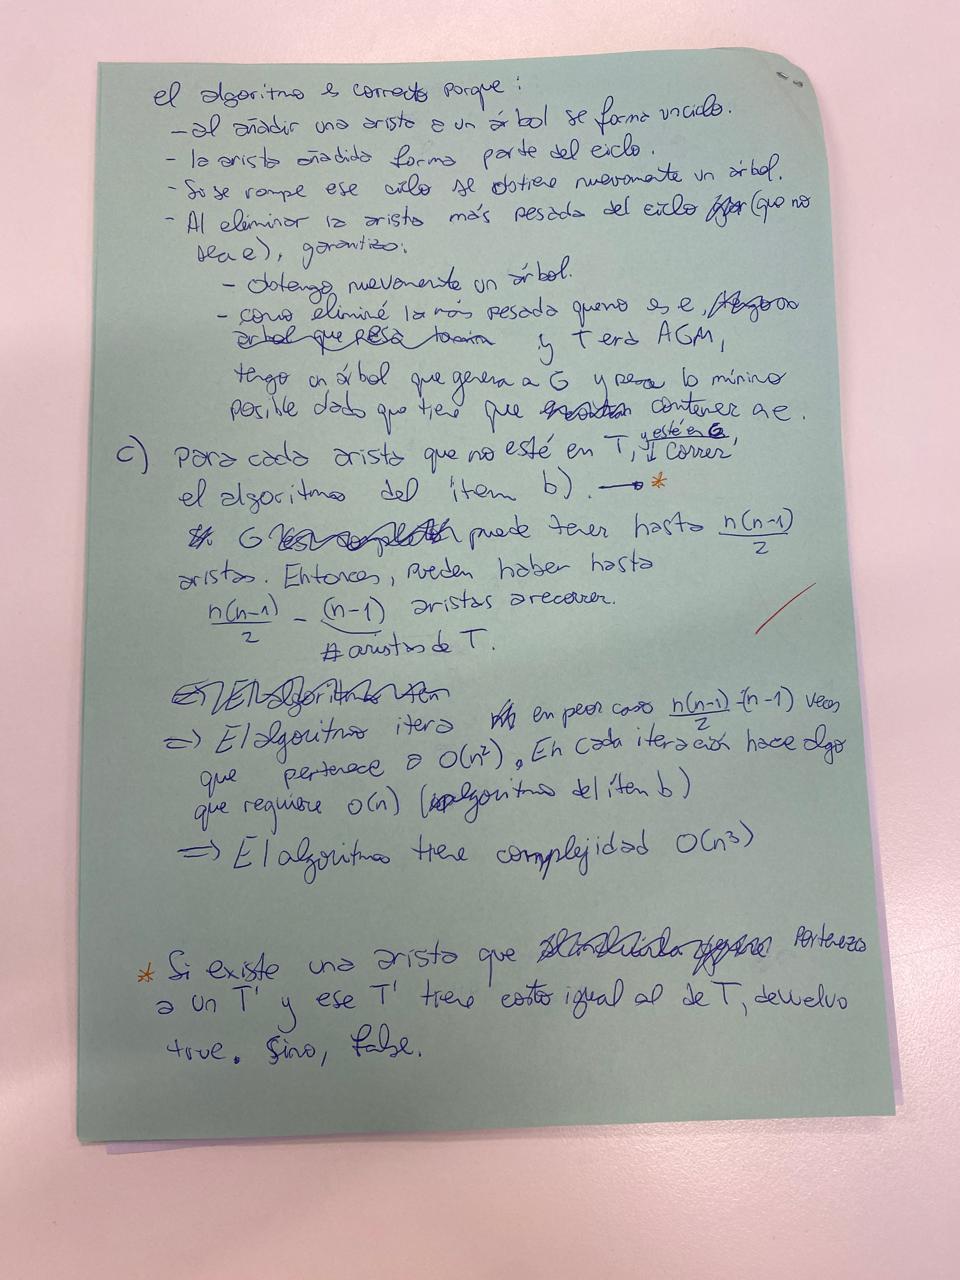 el algoritmo es correcto porque:
- al añadir una arista a un árbol se forma un ciclo.
- la arista añadida forma parte del ciclo.
- Si se rompe ese ciclo se obtiene nuevamente un árbol.
- Al eliminar la arista más pesada del ciclo (que no
sea e), garantizo:
- obtengo nuevamente un árbol.
- como eliminé la más pesada que no es e,
árbol que pesa y T era AGM,
tengo un árbol que genera a G y pesa lo mínimo
posible dado que tiene que contener a e.
c) Para cada arista que no esté en T, y esté en G, correr
el algoritmo del ítem b). → *
G puede tener hasta n(n-1)/2
aristas. Entonces, pueden haber hasta
n(n-1)/2 - (n-1) aristas a recorrer.
# aristas de T.
El algoritmo
⇒ El algoritmo itera en peor caso n(n-1)/2 - (n-1) veces
que pertenece a O(n²). En cada iteración hace algo
que requiere O(n) (algoritmo del ítem b)
⇒ El algoritmo tiene complejidad O(n³)
* Si existe una arista que pertenezca
a un T' y ese T' tiene costo igual al de T, devuelvo
true. Sino, false.